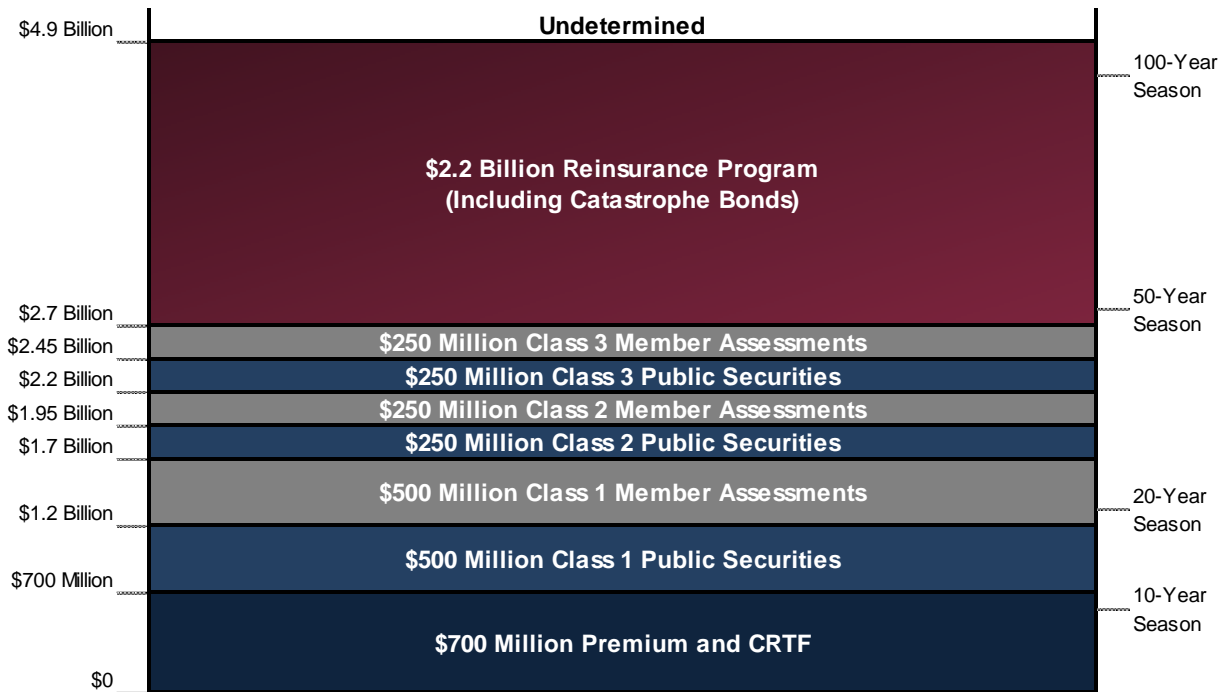 $4.9 Billion
Undetermined
100-Year
Season
$2.2 Billion Reinsurance Program
(Including Catastrophe Bonds)
50-Year
Season
$2.7 Billion
$250 Million Class 3 Member Assessments
$2.45 Billion
$250 Million Class 3 Public Securities
$2.2 Billion
$250 Million Class 2 Member Assessments
$1.95 Billion
$250 Million Class 2 Public Securities
$1.7 Billion
$500 Million Class 1 Member Assessments
20-Year
Season
$1.2 Billion
$500 Million Class 1 Public Securities
$700 Million
10-Year
Season
$700 Million Premium and CRTF
$0